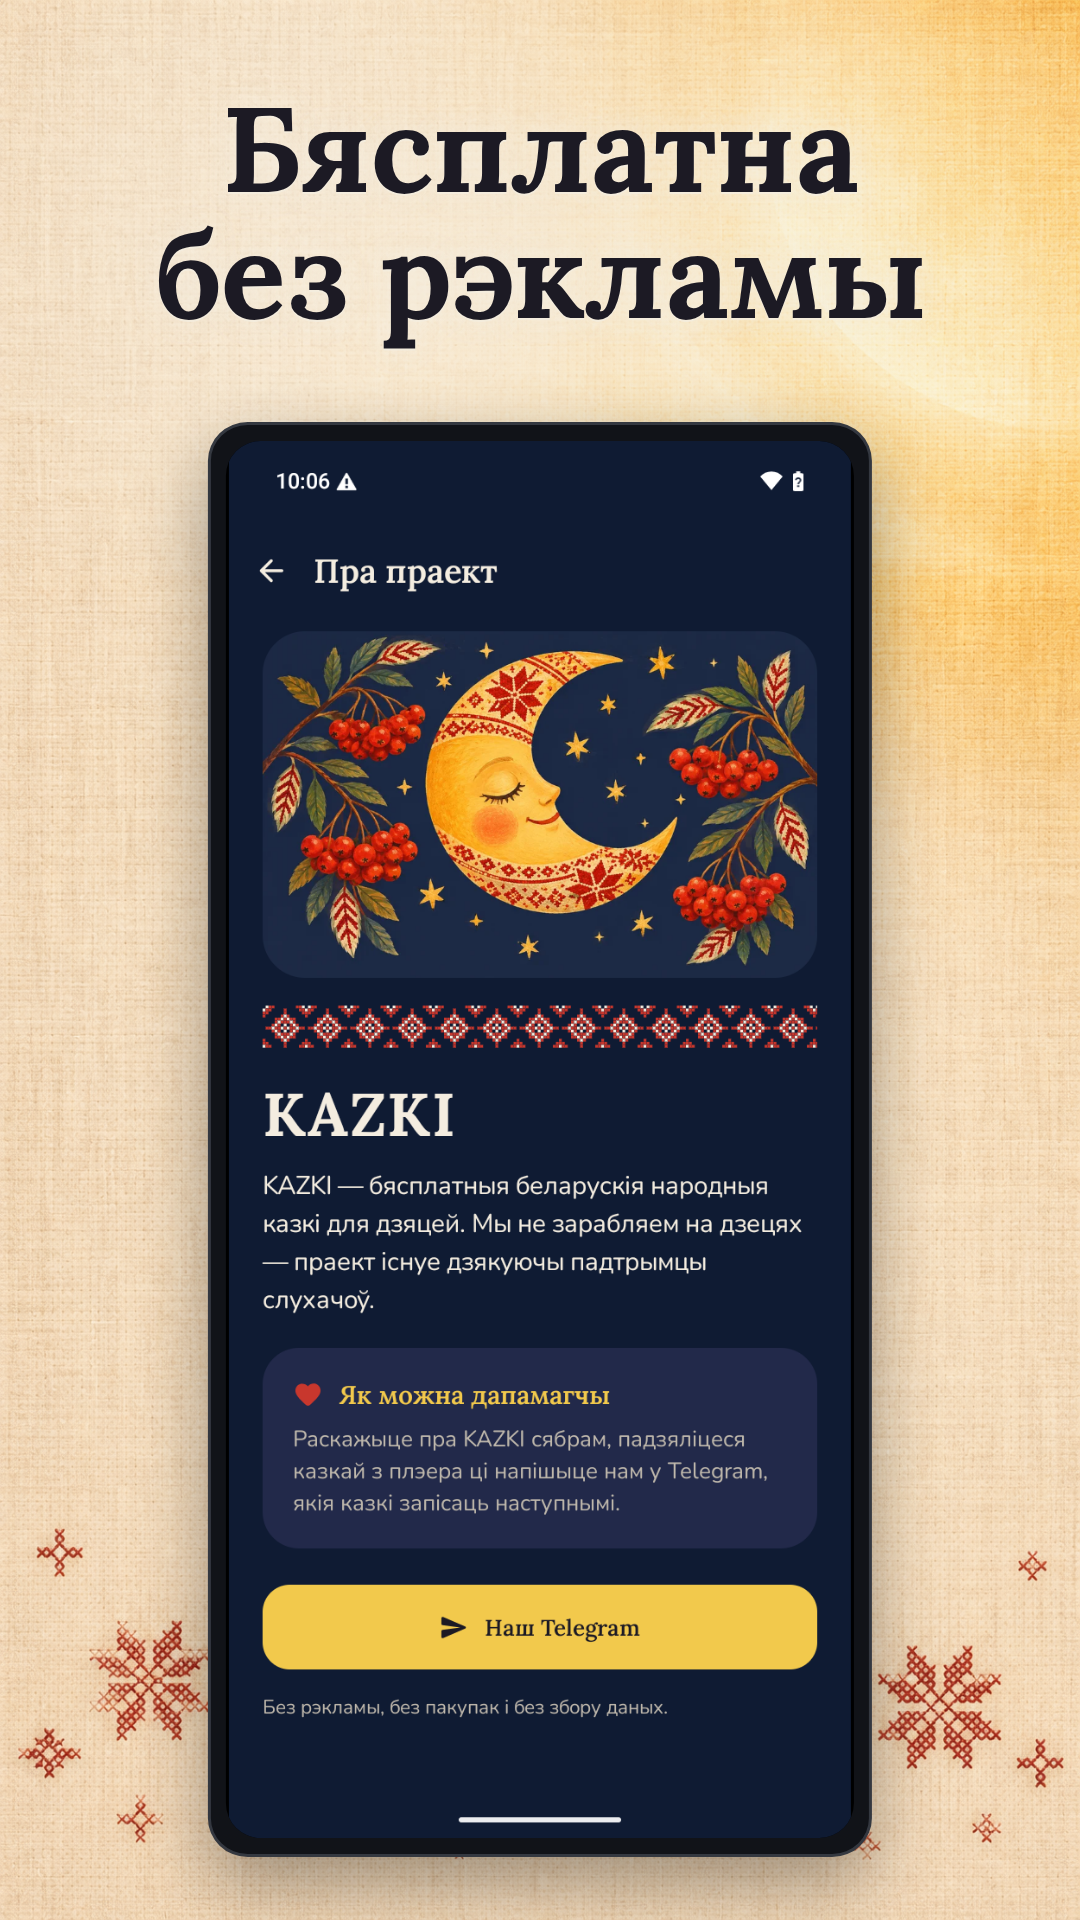 Бясплатна
без рэкламы
10:06
Пра праект
KAZKI
KAZKI — бясплатныя беларускія народныя
казкі для дзяцей. Мы не зарабляем на дзецях
— праект існуе дзякуючы падтрымцы
слухачоў.
Як можна дапамагчы
Раскажыце пра KAZKI сябрам, падзяліцеся
казкай з плэера ці напішыце нам у Telegram,
якія казкі запісаць наступнымі.
Наш Telegram
Без рэкламы, без пакупак і без збору даных.